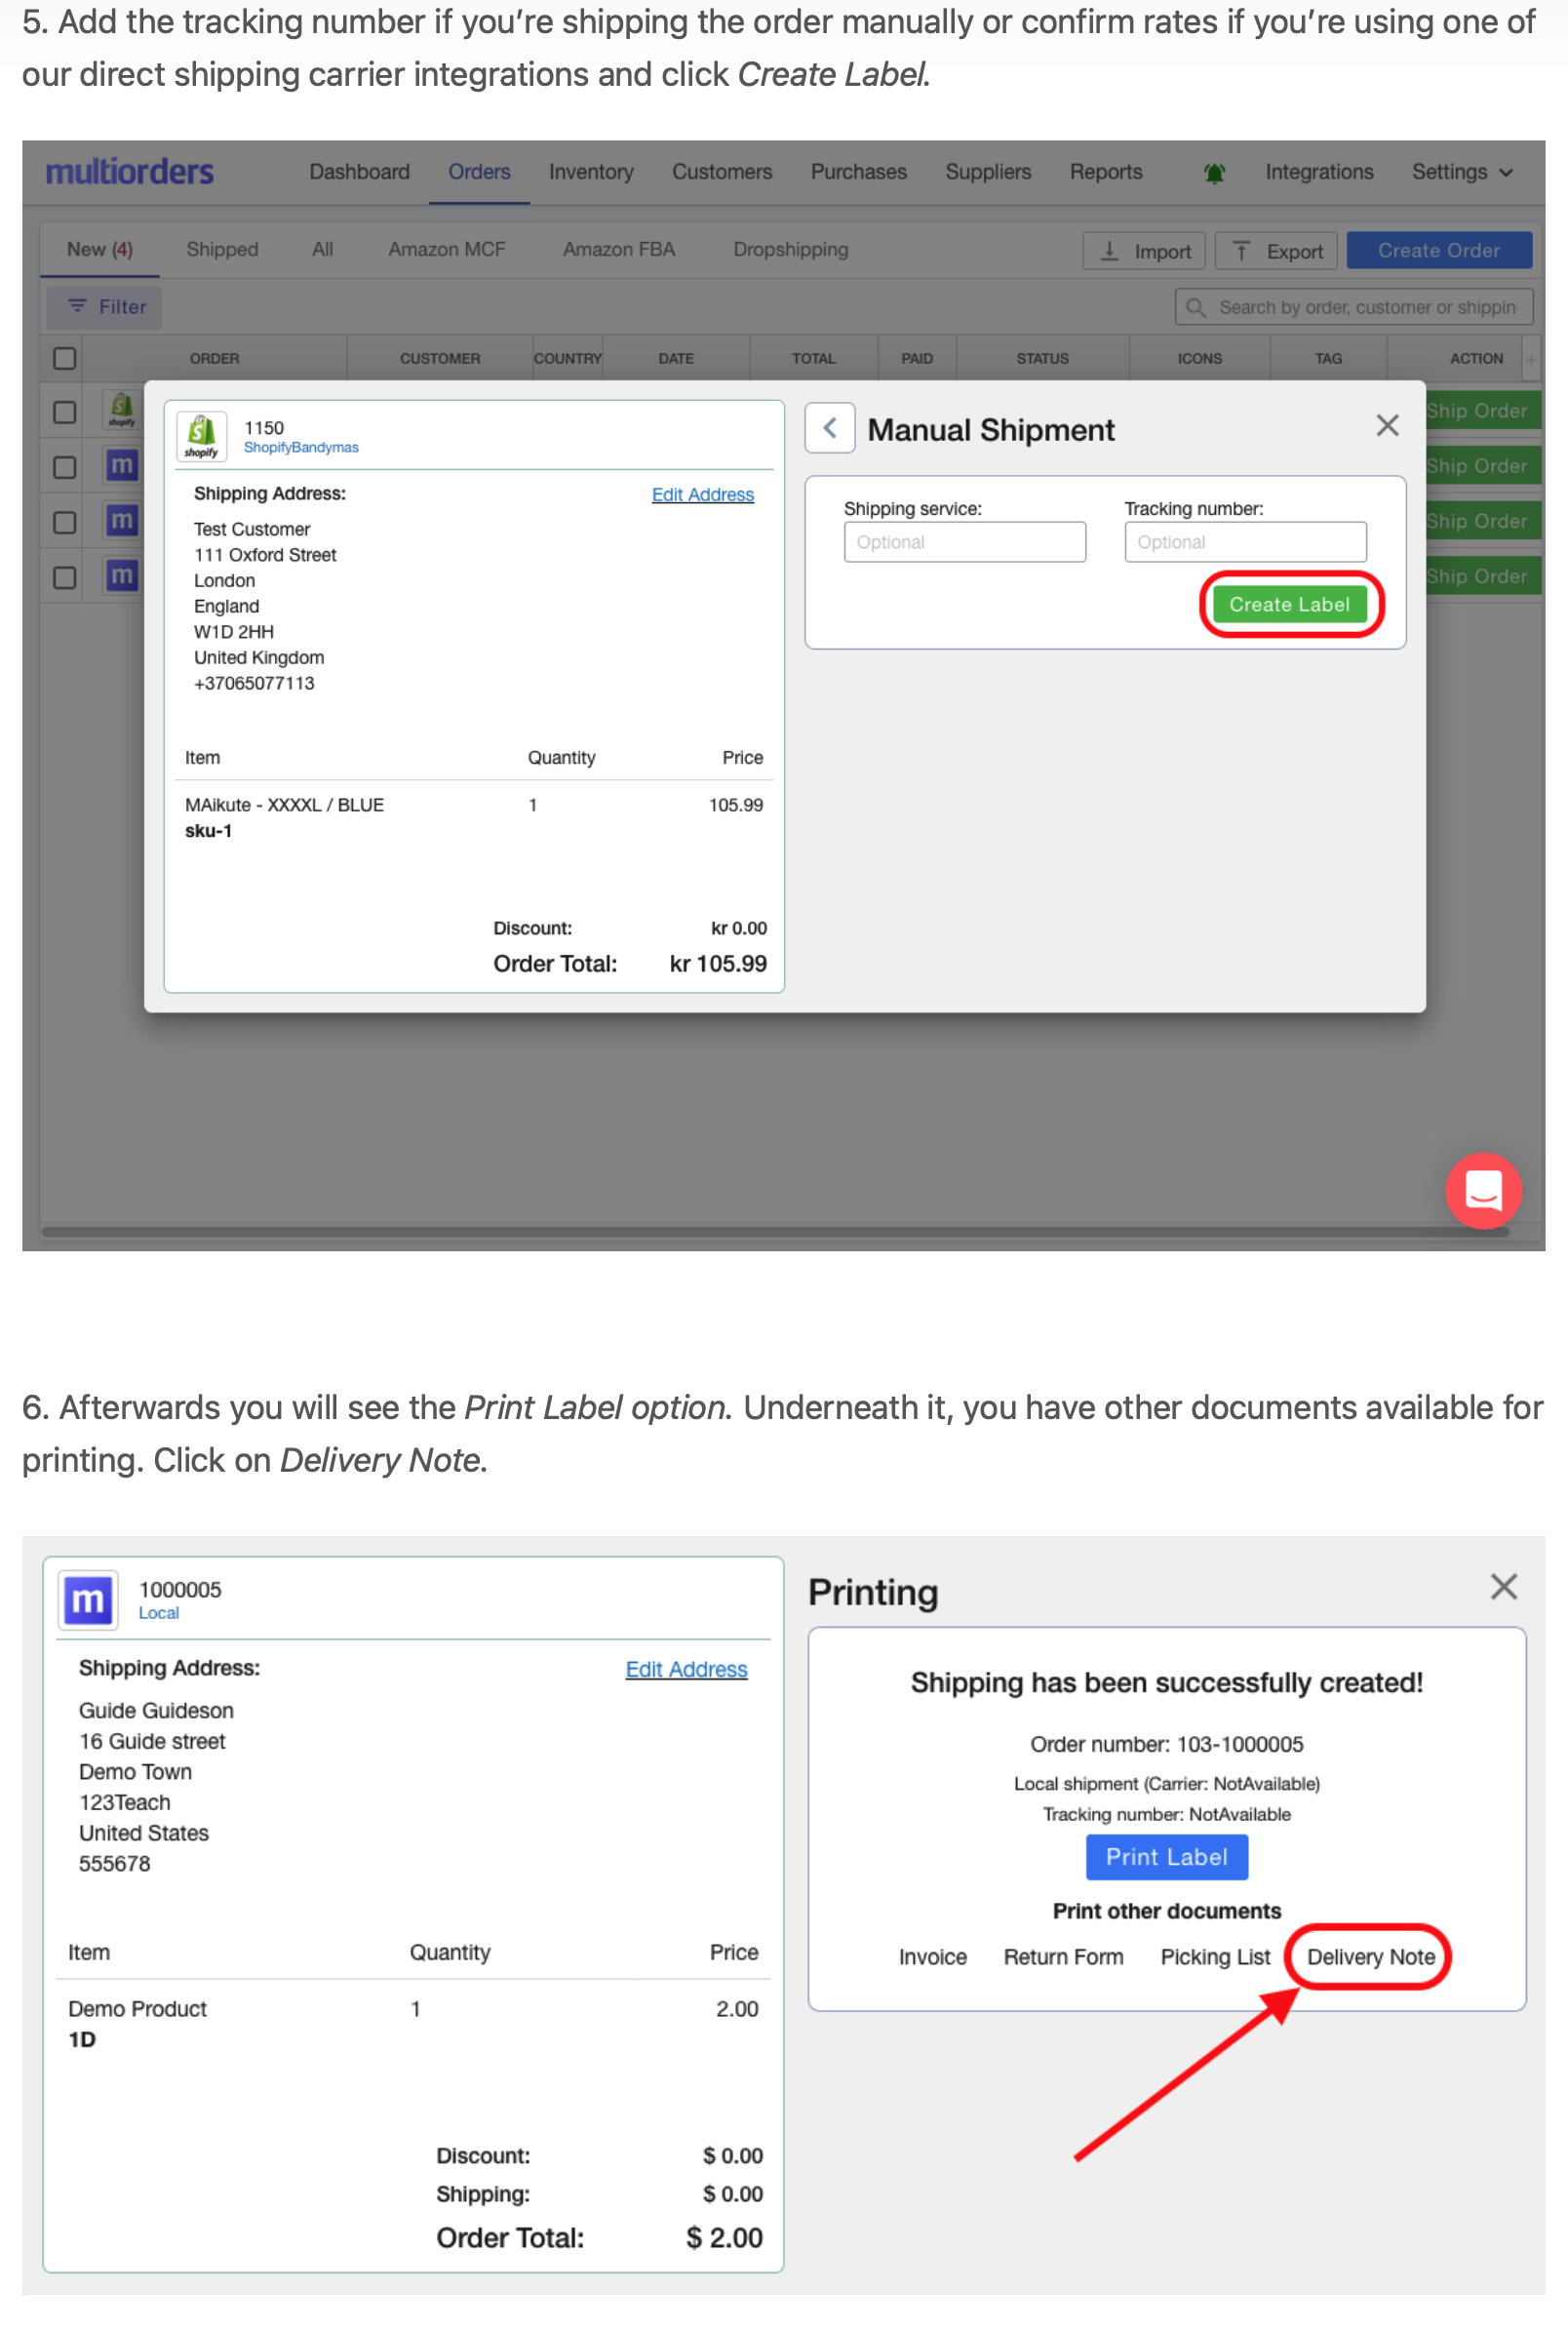 5. Add the tracking number if you’re shipping the order manually or confirm rates if you’re using one of
our direct shipping carrier integrations and click Create Label.
multiorders Dashboard Orders Inventory Customers Purchases Suppliers Reports Integrations Settings
New (4) Shipped All Amazon MCF Amazon FBA Dropshipping Import Export Create Order
Filter Search by order, customer or shippin
ORDER CUSTOMER COUNTRY DATE TOTAL PAID STATUS ICONS TAG ACTION +
shopify Ship Order
m Ship Order
m Ship Order
m Ship Order
shopify
1150
ShopifyBandymas
Shipping Address: Edit Address
Test Customer
111 Oxford Street
London
England
W1D 2HH
United Kingdom
+37065077113
Item Quantity Price
MAikute - XXXXL / BLUE 1 105.99
sku-1
Discount: kr 0.00
Order Total: kr 105.99
Manual Shipment
Shipping service: Tracking number:
Optional Optional
Create Label
6. Afterwards you will see the Print Label option. Underneath it, you have other documents available for
printing. Click on Delivery Note.
m
1000005
Local
Shipping Address: Edit Address
Guide Guideson
16 Guide street
Demo Town
123Teach
United States
555678
Item Quantity Price
Demo Product 1 2.00
1D
Discount: $ 0.00
Shipping: $ 0.00
Order Total: $ 2.00
Printing
Shipping has been successfully created!
Order number: 103-1000005
Local shipment (Carrier: NotAvailable)
Tracking number: NotAvailable
Print Label
Print other documents
Invoice Return Form Picking List Delivery Note